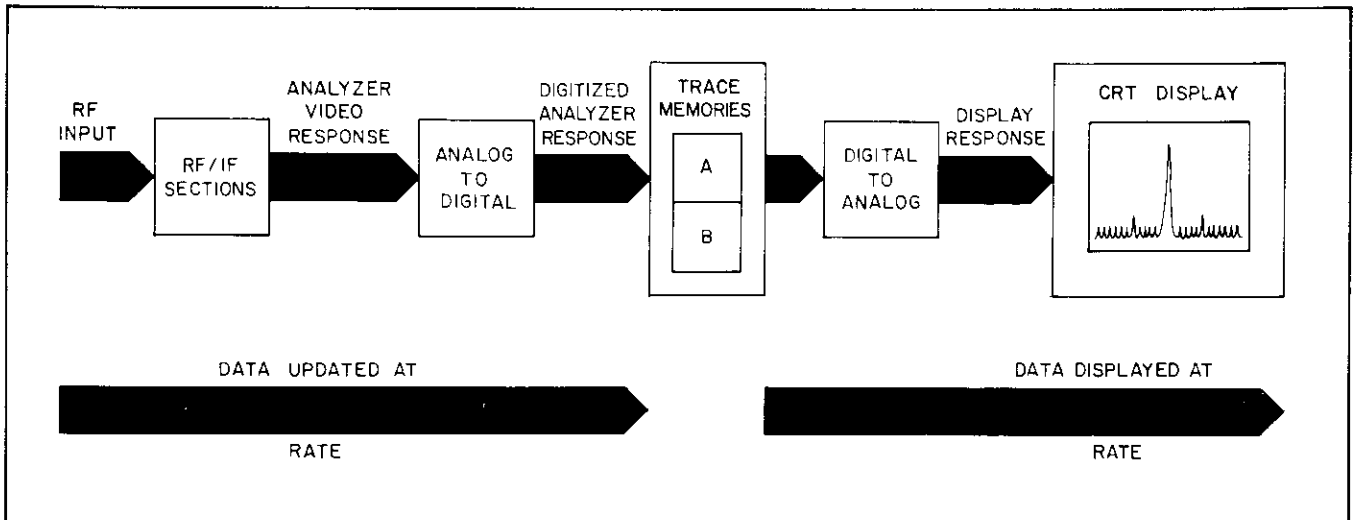 RF
INPUT
RF/IF
SECTIONS
ANALYZER
VIDEO
RESPONSE
ANALOG
TO
DIGITAL
DIGITIZED
ANALYZER
RESPONSE
TRACE
MEMORIES
A
B
DIGITAL
TO
ANALOG
DISPLAY
RESPONSE
CRT DISPLAY
DATA UPDATED AT
RATE
DATA DISPLAYED AT
RATE